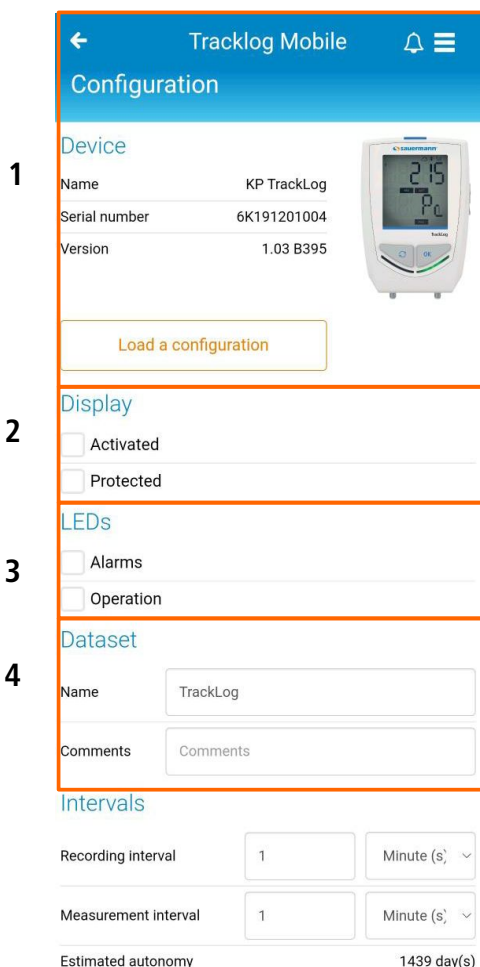 Tracklog Mobile
Configuration
1
Device
Name KP TrackLog
Serial number 6K191201004
Version 1.03 B395
sauermann
215
Pc
TrackLog
OK
Load a configuration
2
Display
Activated
Protected
3
LEDs
Alarms
Operation
4
Dataset
Name TrackLog
Comments Comments
Intervals
Recording interval 1 Minute (s)
Measurement interval 1 Minute (s)
Estimated autonomy 1439 day(s)